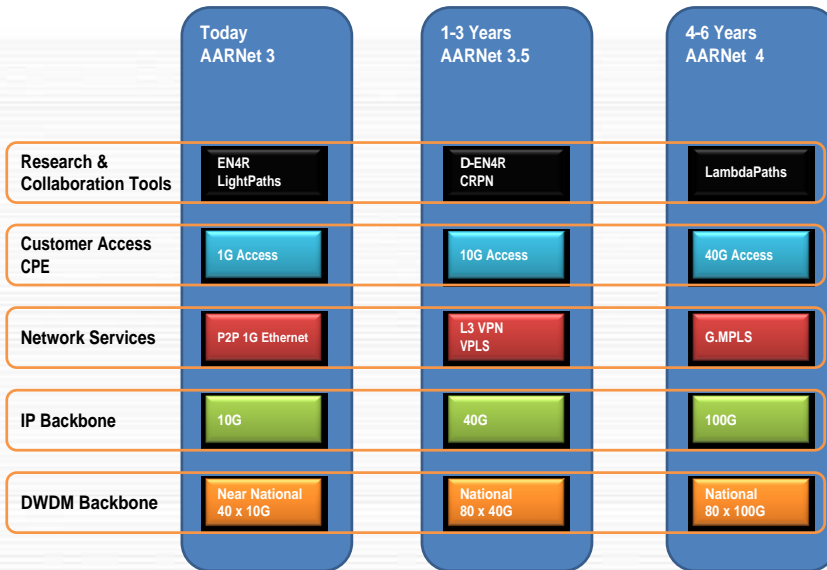 Today
AARNet 3
1-3 Years
AARNet 3.5
4-6 Years
AARNet 4
Research &
Collaboration Tools
EN4R
LightPaths
D-EN4R
CRPN
LambdaPaths
Customer Access
CPE
1G Access
10G Access
40G Access
Network Services
P2P 1G Ethernet
L3 VPN
VPLS
G.MPLS
IP Backbone
10G
40G
100G
DWDM Backbone
Near National
40 x 10G
National
80 x 40G
National
80 x 100G